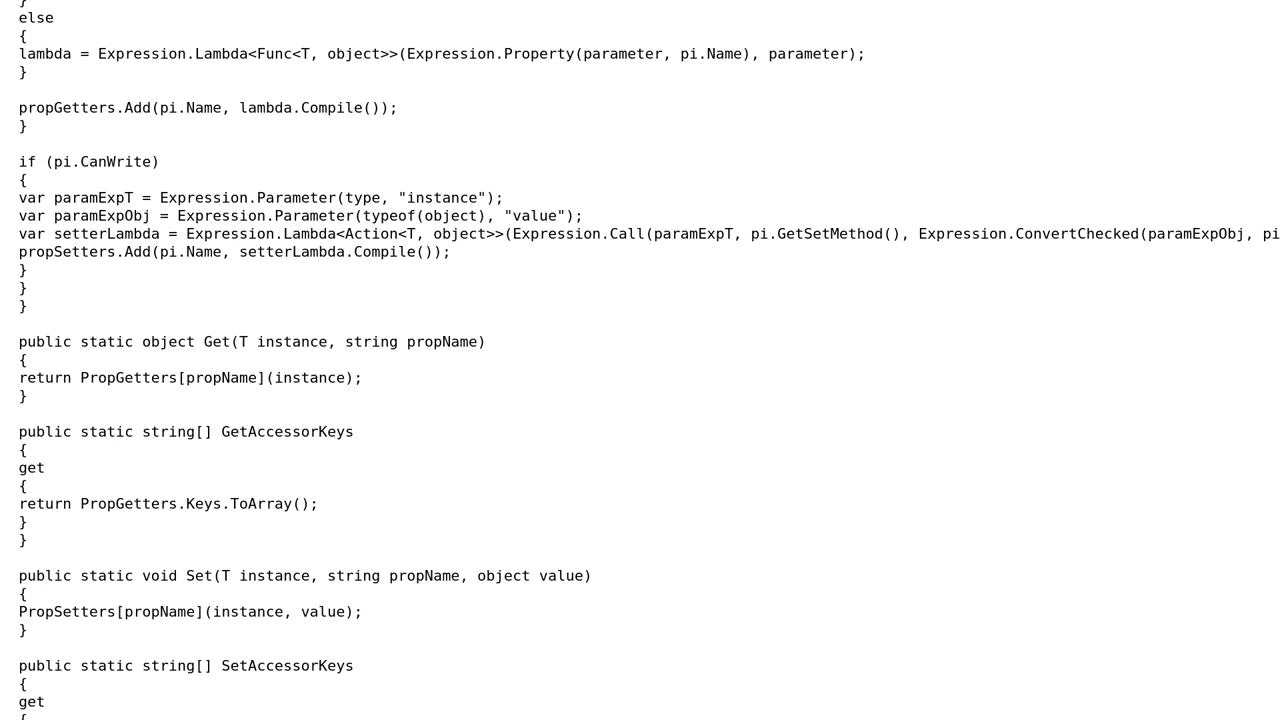 }
else
{
lambda = Expression.Lambda<Func<T, object>>(Expression.Property(parameter, pi.Name), parameter);
}
propGetters.Add(pi.Name, lambda.Compile());
}
if (pi.CanWrite)
{
var paramExpT = Expression.Parameter(type, "instance");
var paramExpObj = Expression.Parameter(typeof(object), "value");
var setterLambda = Expression.Lambda<Action<T, object>>(Expression.Call(paramExpT, pi.GetSetMethod(), Expression.ConvertChecked(paramExpObj, pi
propSetters.Add(pi.Name, setterLambda.Compile());
}
}
}
public static object Get(T instance, string propName)
{
return PropGetters[propName](instance);
}
public static string[] GetAccessorKeys
{
get
{
return PropGetters.Keys.ToArray();
}
}
public static void Set(T instance, string propName, object value)
{
PropSetters[propName](instance, value);
}
public static string[] SetAccessorKeys
{
get
{